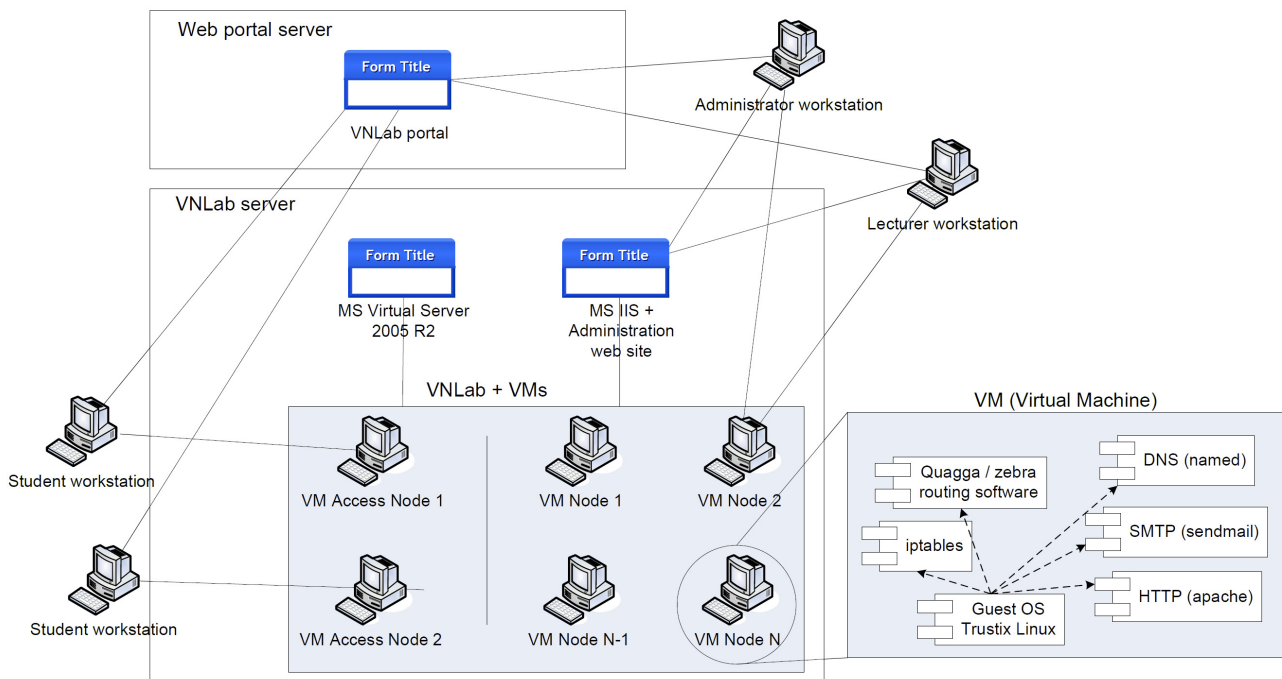 Web portal server
Form Title
VNLab portal
Administrator workstation
Lecturer workstation
VNLab server
Form Title
MS Virtual Server
2005 R2
Form Title
MS IIS +
Administration
web site
VNLab + VMs
Student workstation
Student workstation
VM Access Node 1
VM Node 1
VM Node 2
VM Access Node 2
VM Node N-1
VM Node N
VM (Virtual Machine)
Quagga / zebra
routing software
DNS (named)
iptables
SMTP (sendmail)
HTTP (apache)
Guest OS
Trustix Linux